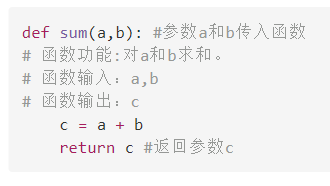 def sum(a,b): #参数a和b传入函数
# 函数功能:对a和b求和。
# 函数输入：a,b
# 函数输出：c
    c = a + b
    return c #返回参数c